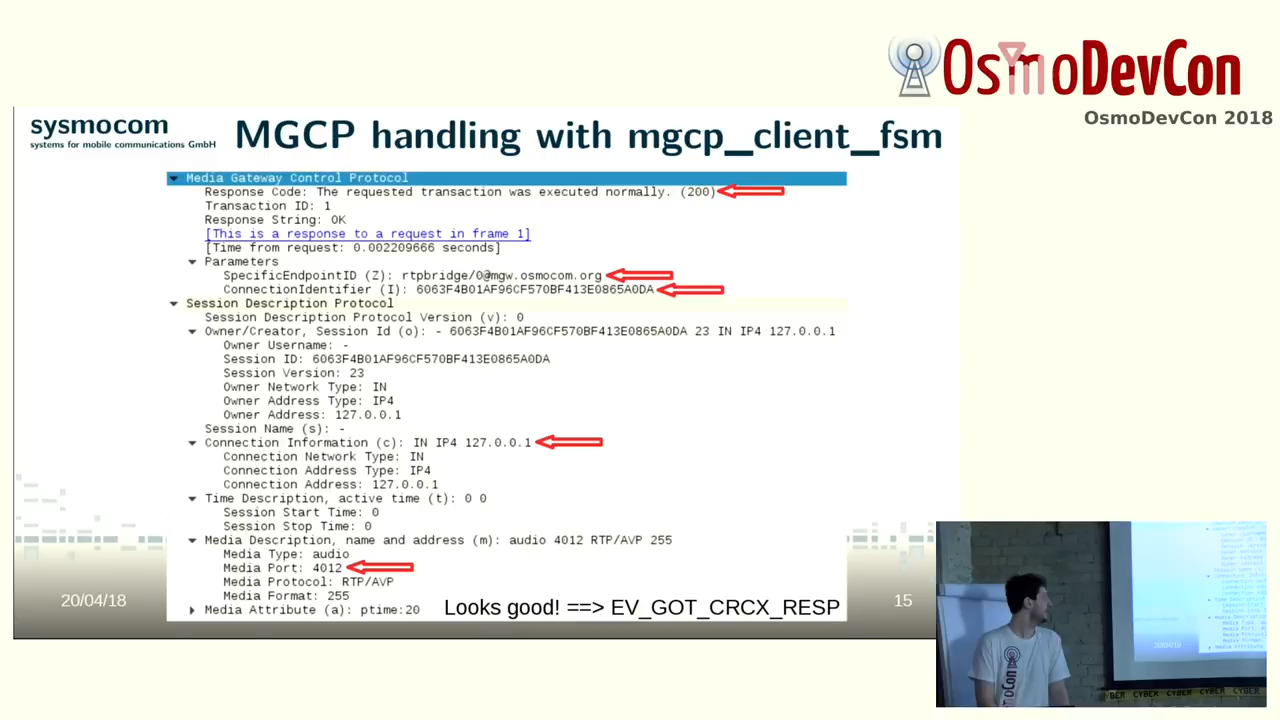 OsmoDevCon
OsmoDevCon 2018
sysmocom
systems for mobile communications GmbH
MGCP handling with mgcp_client_fsm
Media Gateway Control Protocol
Response Code: The requested transaction was executed normally. (200)
Transaction ID: 1
Response String: OK
[This is a response to a request in frame 1]
[Time from request: 0.002209666 seconds]
Parameters
SpecificEndpointID (Z): rtpbridge/0@mgw.osmocom.org
ConnectionIdentifier (I): 6063F4B01AF96CF570BF413E0865A0DA
Session Description Protocol
Session Description Protocol Version (v): 0
Owner/Creator, Session Id (o): - 6063F4B01AF96CF570BF413E0865A0DA 23 IN IP4 127.0.0.1
Owner Username: -
Session ID: 6063F4B01AF96CF570BF413E0865A0DA
Session Version: 23
Owner Network Type: IN
Owner Address Type: IP4
Owner Address: 127.0.0.1
Session Name (s): -
Connection Information (c): IN IP4 127.0.0.1
Connection Network Type: IN
Connection Address Type: IP4
Connection Address: 127.0.0.1
Time Description, active time (t): 0 0
Session Start Time: 0
Session Stop Time: 0
Media Description, name and address (m): audio 4012 RTP/AVP 255
Media Type: audio
Media Port: 4012
Media Protocol: RTP/AVP
Media Format: 255
Media Attribute (a): ptime:20
Looks good! ==> EV_GOT_CRCX_RESP
20/04/18
15
CYBER CYBER CYBER CYBER